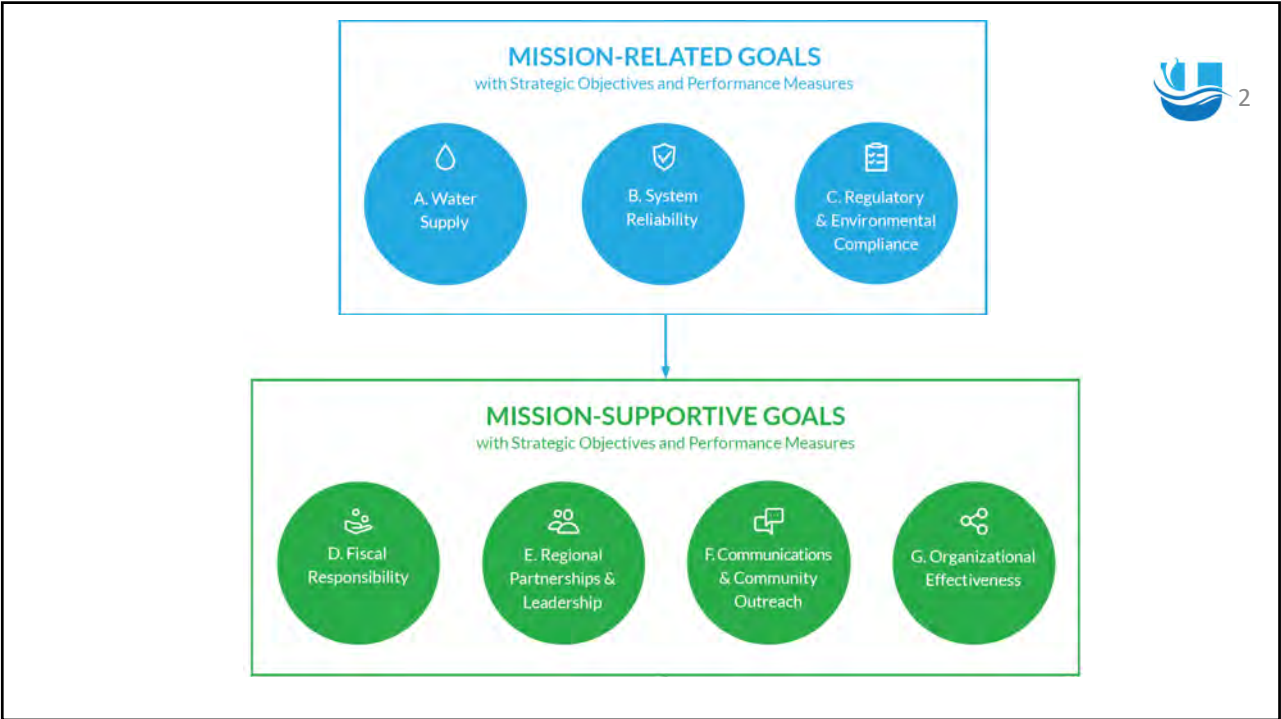 MISSION-RELATED GOALS
with Strategic Objectives and Performance Measures
2
A. Water
Supply
B. System
Reliability
C. Regulatory
& Environmental
Compliance
MISSION-SUPPORTIVE GOALS
with Strategic Objectives and Performance Measures
D. Fiscal
Responsibility
E. Regional
Partnerships &
Leadership
F. Communications
& Community
Outreach
G. Organizational
Effectiveness